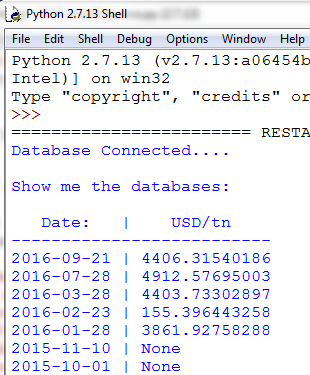 Python 2.7.13 Shell
File Edit Shell Debug Options Window Help
Python 2.7.13 (v2.7.13:a06454b
Intel)] on win32
Type "copyright", "credits" or
>>>
======================== RESTA
Database Connected....
Show me the databases:
Date: | USD/tn
--------------------------
2016-09-21 | 4406.31540186
2016-07-28 | 4912.57695003
2016-03-28 | 4403.73302897
2016-02-23 | 155.396443258
2016-01-28 | 3861.92758288
2015-11-10 | None
2015-10-01 | None